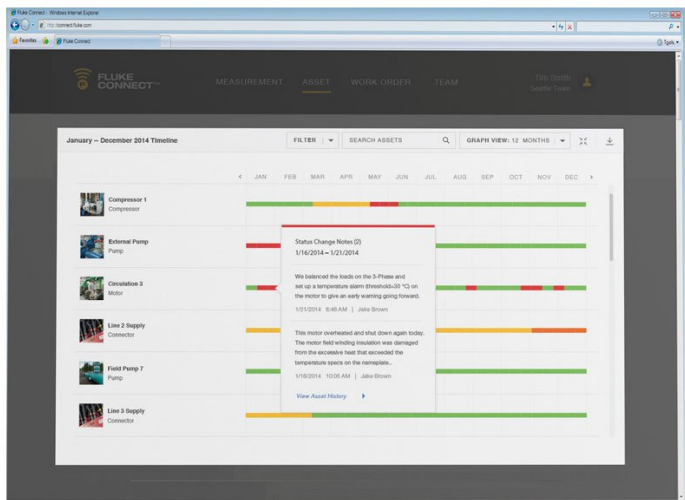 Fluke Connect - Windows Internet Explorer
http://connect.fluke.com
Favorites
Fluke Connect
Tools
FLUKE
CONNECT™
MEASUREMENT ASSET WORK ORDER TEAM
Tim Smith
Seattle Team
January – December 2014 Timeline
FILTER
SEARCH ASSETS
GRAPH VIEW: 12 MONTHS
JAN FEB MAR APR MAY JUN JUL AUG SEP OCT NOV DEC
Compressor 1
Compressor
External Pump
Pump
Circulation 3
Motor
Line 2 Supply
Connector
Field Pump 7
Pump
Line 3 Supply
Connector
Status Change Notes (2)
1/16/2014 – 1/21/2014
We balanced the loads on the 3-Phase and
set up a temperature alarm (threshold=30 °C) on
the motor to give an early warning going forward.
1/21/2014 6:46 AM | Jake Brown
This motor overheated and shut down again today.
The motor field winding insulation was damaged
from the excessive heat that exceeded the
temperature specs on the nameplate...
1/16/2014 10:05 AM | Jake Brown
View Asset History